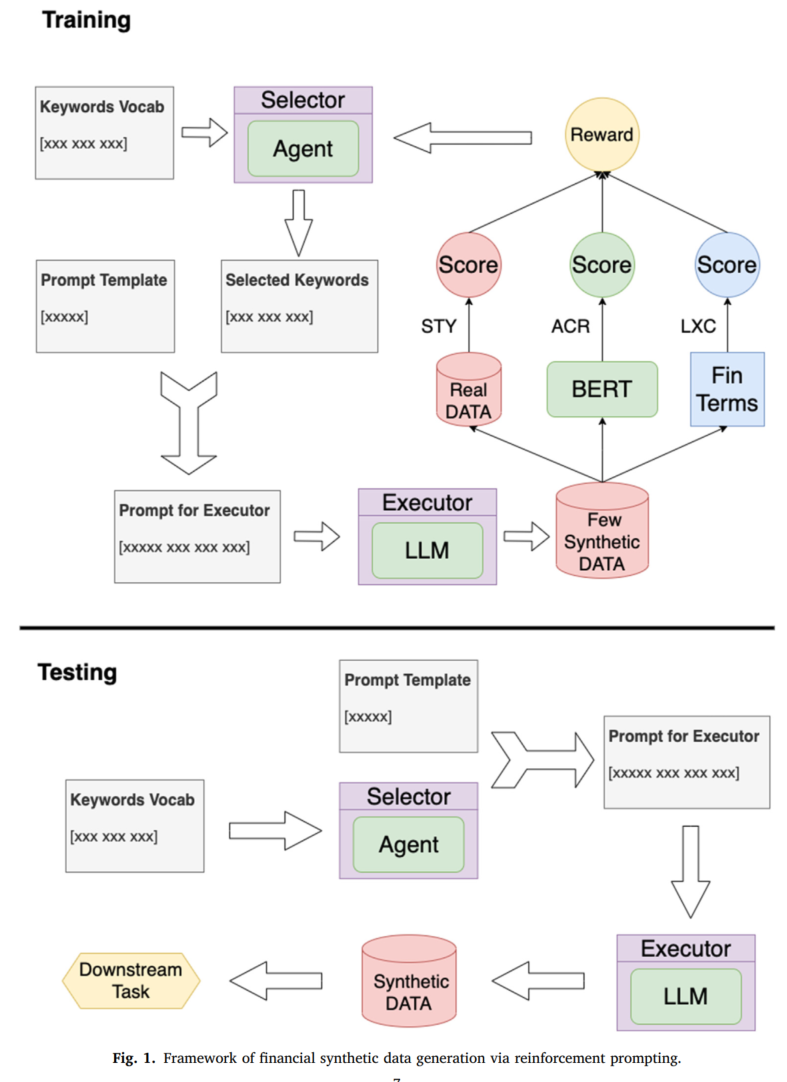 Training
Keywords Vocab
[xxx xxx xxx]
Selector
Agent
Reward
Prompt Template
[xxxxx]
Selected Keywords
[xxx xxx xxx]
Score
Score
Score
STY
ACR
LXC
Real
DATA
BERT
Fin
Terms
Prompt for Executor
[xxxxx xxx xxx xxx]
Executor
LLM
Few
Synthetic
DATA
Testing
Prompt Template
[xxxxx]
Keywords Vocab
[xxx xxx xxx]
Selector
Agent
Prompt for Executor
[xxxxx xxx xxx xxx]
Executor
LLM
Synthetic
DATA
Downstream
Task
Fig. 1. Framework of financial synthetic data generation via reinforcement prompting.